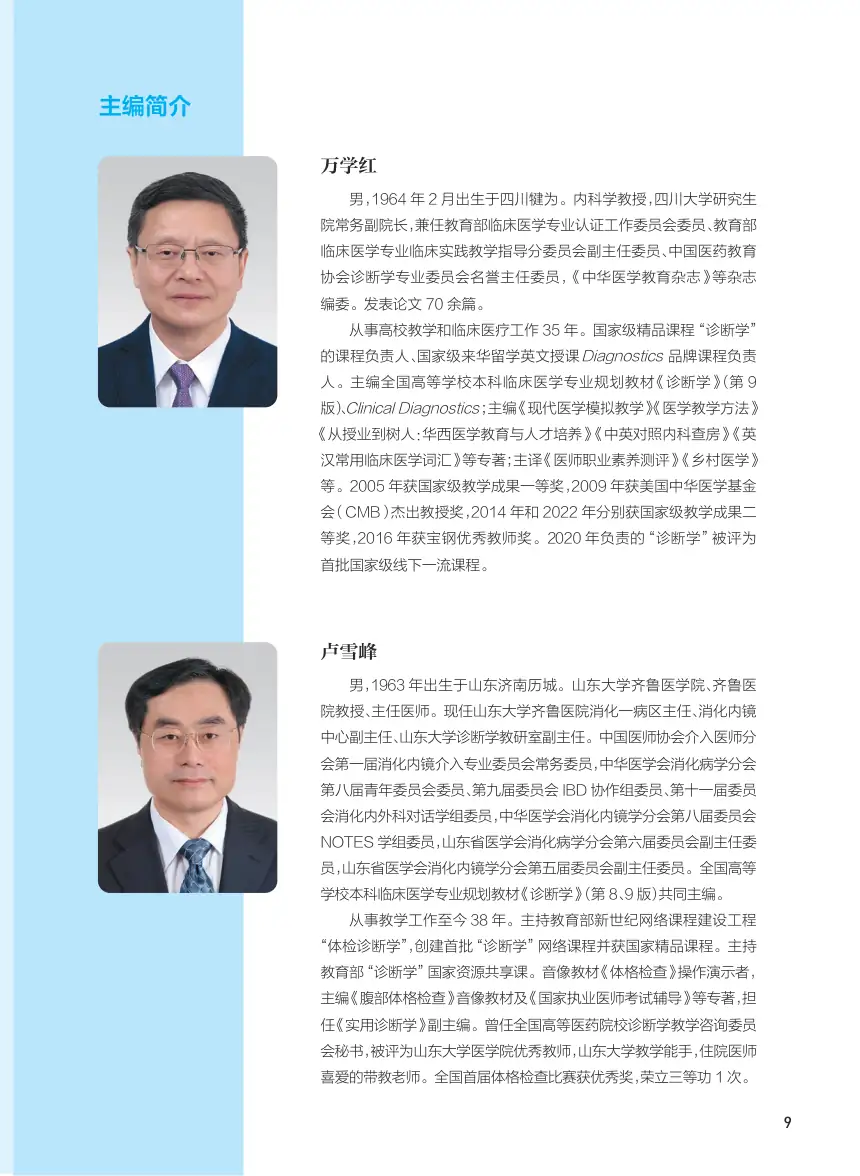 主编简介
万学红
男,1964 年 2 月出生于四川犍为。内科学教授,四川大学研究生
院常务副院长,兼任教育部临床医学专业认证工作委员会委员、教育部
临床医学专业临床实践教学指导分委员会副主任委员、中国医药教育
协会诊断学专业委员会名誉主任委员,《中华医学教育杂志》等杂志
编委。发表论文 70 余篇。
从事高校教学和临床医疗工作 35 年。国家级精品课程“诊断学”
的课程负责人、国家级来华留学英文授课 Diagnostics 品牌课程负责
人。主编全国高等学校本科临床医学专业规划教材《诊断学》(第 9
版)、Clinical Diagnostics;主编《现代医学模拟教学》《医学教学方法》
《从授业到树人:华西医学教育与人才培养》《中英对照内科查房》《英
汉常用临床医学词汇》等专著;主译《医师职业素养测评》《乡村医学》
等。2005 年获国家级教学成果一等奖,2009 年获美国中华医学基金
会(CMB)杰出教授奖,2014 年和 2022 年分别获国家级教学成果二
等奖,2016 年获宝钢优秀教师奖。2020 年负责的“诊断学”被评为
首批国家级线下一流课程。
卢雪峰
男,1963 年出生于山东济南历城。山东大学齐鲁医学院、齐鲁医
院教授、主任医师。现任山东大学齐鲁医院消化一病区主任、消化内镜
中心副主任、山东大学诊断学教研室副主任。中国医师协会介入医师分
会第一届消化内镜介入专业委员会常务委员,中华医学会消化病学分会
第八届青年委员会委员、第九届委员会 IBD 协作组委员、第十一届委员
会消化内外科对话学组委员,中华医学会消化内镜学分会第八届委员会
NOTES 学组委员,山东省医学会消化病学分会第六届委员会副主任委
员,山东省医学会消化内镜学分会第五届委员会副主任委员。全国高等
学校本科临床医学专业规划教材《诊断学》(第 8、9 版)共同主编。
从事教学工作至今 38 年。主持教育部新世纪网络课程建设工程
“体检诊断学”,创建首批“诊断学”网络课程并获国家精品课程。主持
教育部“诊断学”国家资源共享课。音像教材《体格检查》操作演示者,
主编《腹部体格检查》音像教材及《国家执业医师考试辅导》等专著,担
任《实用诊断学》副主编。曾任全国高等医药院校诊断学教学咨询委员
会秘书,被评为山东大学医学院优秀教师,山东大学教学能手,住院医师
喜爱的带教老师。全国首届体格检查比赛获优秀奖,荣立三等功 1 次。
9